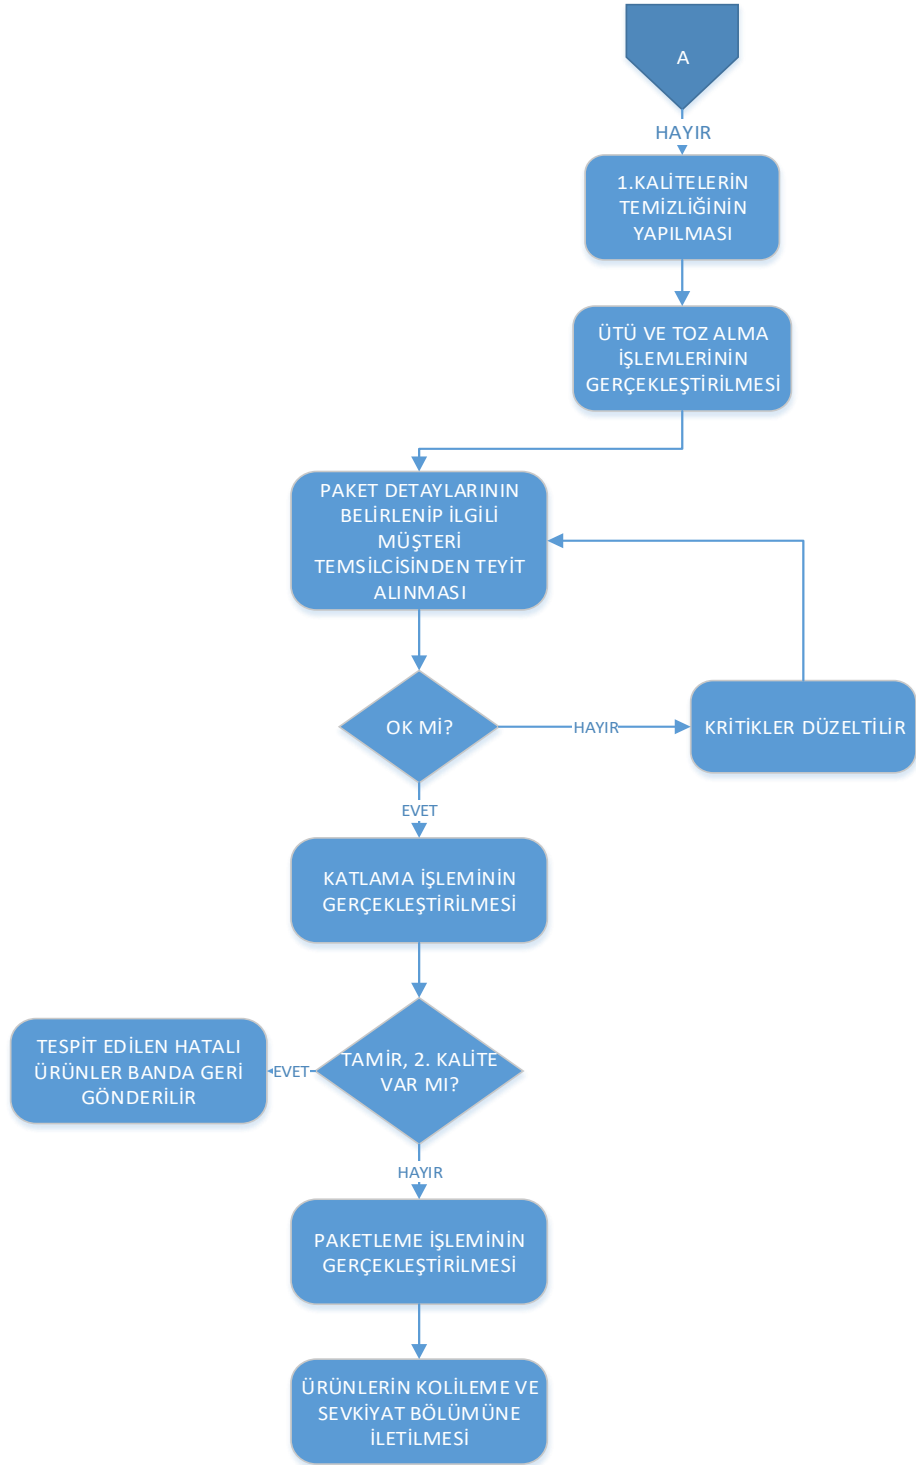 A
HAYIR
1.KALİTELERİN
TEMİZLİĞİNİN
YAPILMASI
ÜTÜ VE TOZ ALMA
İŞLEMLERİNİN
GERÇEKLEŞTİRİLMESİ
PAKET DETAYLARININ
BELİRLENİP İLGİLİ
MÜŞTERİ
TEMSİLCİSİNDEN TEYİT
ALINMASI
OK Mİ?
HAYIR
KRİTİKLER DÜZELTİLİR
EVET
KATLAMA İŞLEMİNİN
GERÇEKLEŞTİRİLMESİ
TAMİR, 2. KALİTE
VAR MI?
EVET
TESPİT EDİLEN HATALI
ÜRÜNLER BANDA GERİ
GÖNDERİLİR
HAYIR
PAKETLEME İŞLEMİNİN
GERÇEKLEŞTİRİLMESİ
ÜRÜNLERİN KOLİLEME VE
SEVKİYAT BÖLÜMÜNE
İLETİLMESİ